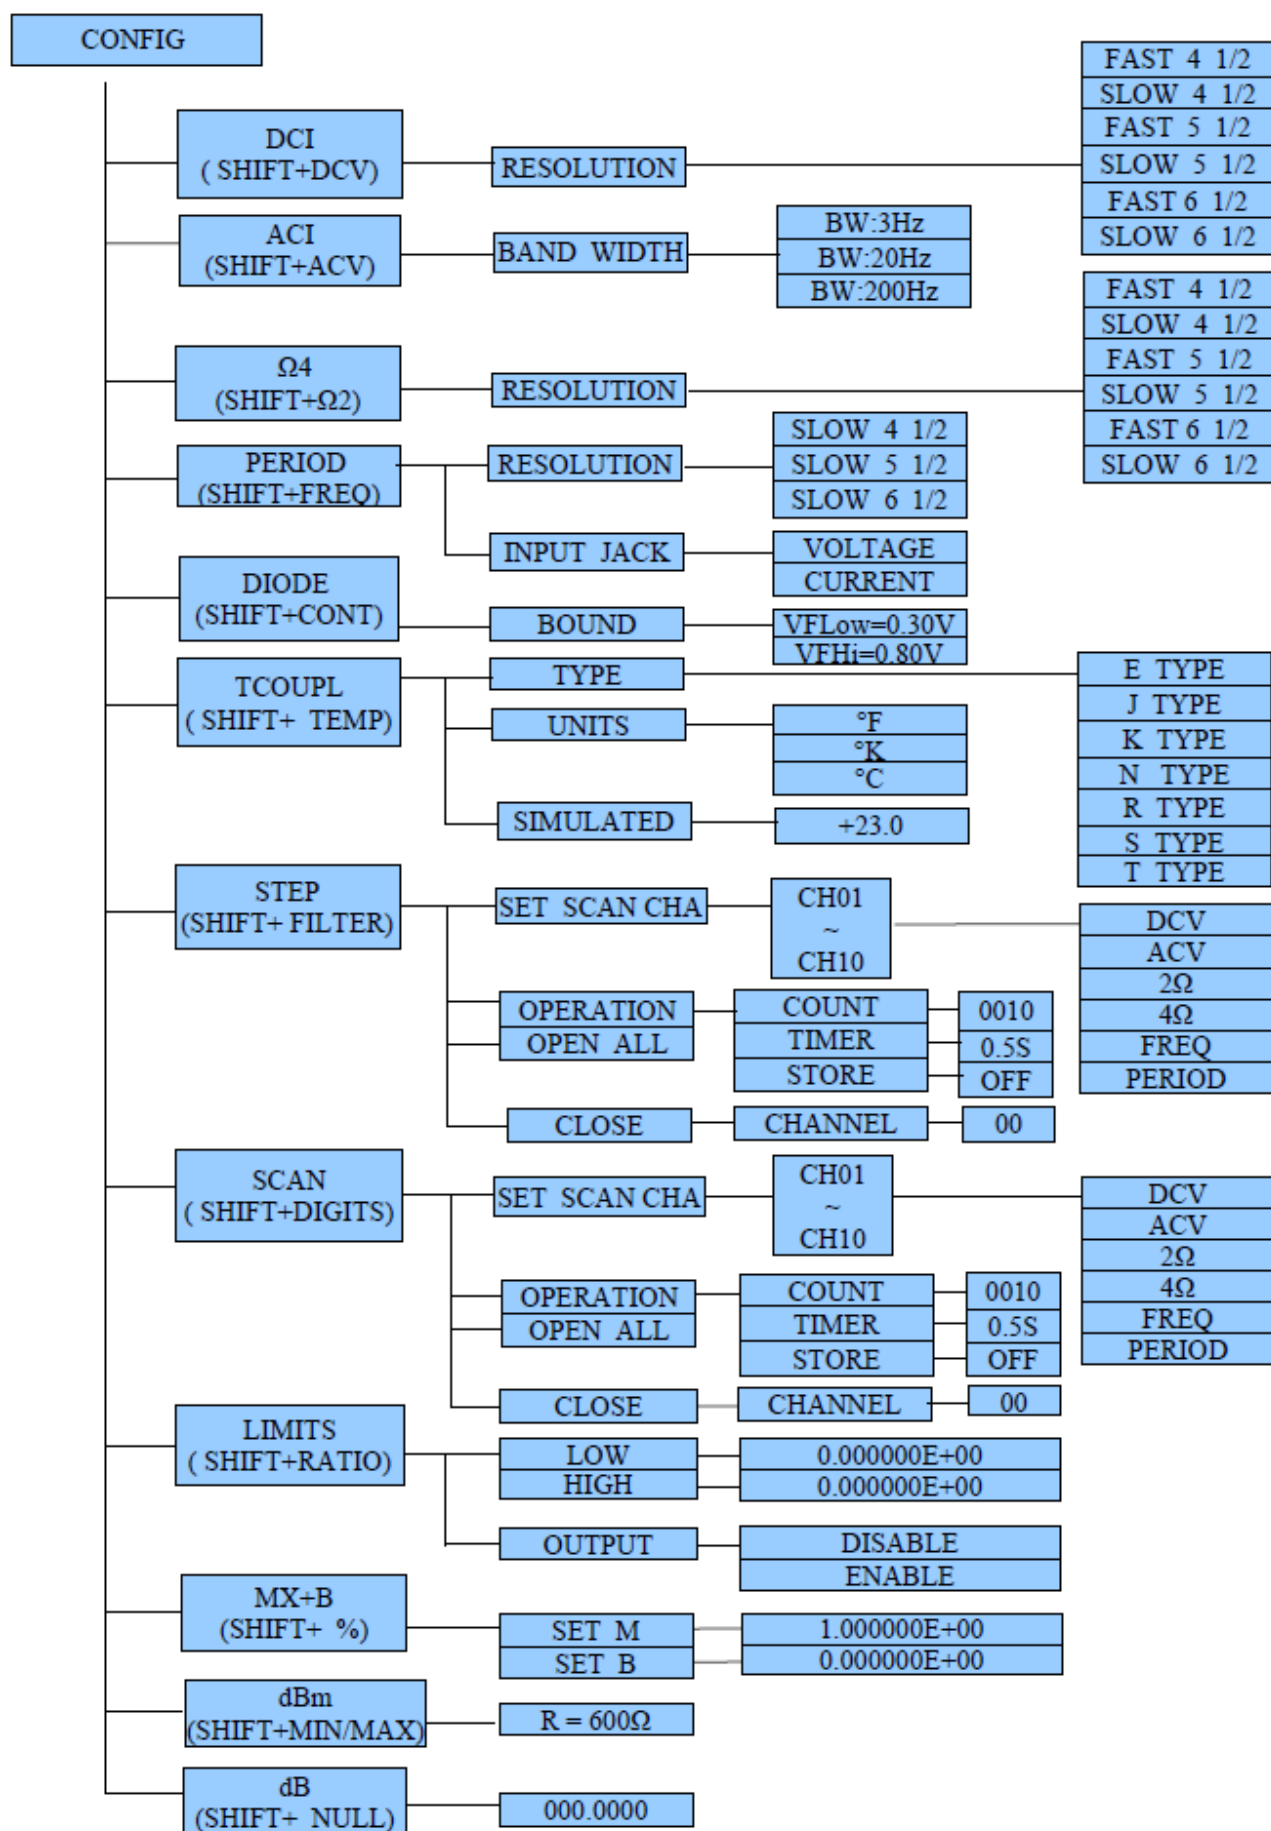 CONFIG
DCI
( SHIFT+DCV)
RESOLUTION
FAST 4 1/2
SLOW 4 1/2
FAST 5 1/2
SLOW 5 1/2
FAST 6 1/2
SLOW 6 1/2
ACI
(SHIFT+ACV)
BAND WIDTH
BW:3Hz
BW:20Hz
BW:200Hz
Ω4
(SHIFT+Ω2)
RESOLUTION
FAST 4 1/2
SLOW 4 1/2
FAST 5 1/2
SLOW 5 1/2
FAST 6 1/2
SLOW 6 1/2
PERIOD
(SHIFT+FREQ)
RESOLUTION
SLOW 4 1/2
SLOW 5 1/2
SLOW 6 1/2
INPUT JACK
VOLTAGE
CURRENT
DIODE
(SHIFT+CONT)
BOUND
VFLow=0.30V
VFHi=0.80V
TCOUPL
( SHIFT+ TEMP)
TYPE
E TYPE
J TYPE
K TYPE
N TYPE
R TYPE
S TYPE
T TYPE
UNITS
°F
°K
°C
SIMULATED
+23.0
STEP
(SHIFT+ FILTER)
SET SCAN CHA
CH01
~
CH10
DCV
ACV
2Ω
4Ω
FREQ
PERIOD
OPERATION
OPEN ALL
COUNT
0010
TIMER
0.5S
STORE
OFF
CLOSE
CHANNEL
00
SCAN
( SHIFT+DIGITS)
SET SCAN CHA
CH01
~
CH10
DCV
ACV
2Ω
4Ω
FREQ
PERIOD
OPERATION
OPEN ALL
COUNT
0010
TIMER
0.5S
STORE
OFF
CLOSE
CHANNEL
00
LIMITS
( SHIFT+RATIO)
LOW
0.000000E+00
HIGH
0.000000E+00
OUTPUT
DISABLE
ENABLE
MX+B
(SHIFT+ %)
SET M
1.000000E+00
SET B
0.000000E+00
dBm
(SHIFT+MIN/MAX)
R = 600Ω
dB
(SHIFT+ NULL)
000.0000